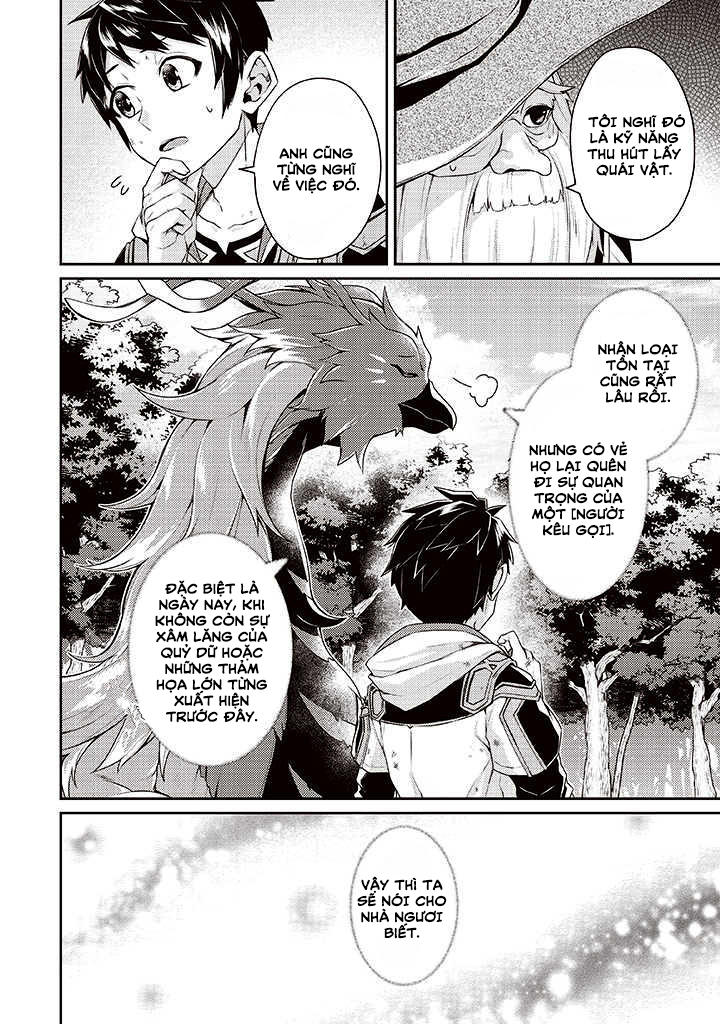 TÔI NGHĨ ĐÓ
LÀ KỸ NĂNG
THU HÚT LẤY
QUÁI VẬT.
ANH CŨNG
TỪNG NGHĨ
VỀ VIỆC ĐÓ.
NHÂN LOẠI
TỒN TẠI
CŨNG RẤT
LÂU RỒI.
NHƯNG CÓ VẺ
HỌ LẠI QUÊN
ĐI SỰ QUAN
TRỌNG CỦA
MỘT [NGƯỜI
KÊU GỌI].
ĐẶC BIỆT LÀ
NGÀY NAY, KHI
KHÔNG CÒN SỰ
XÂM LĂNG CỦA
QUỶ DỮ HOẶC
NHỮNG THẢM
HỌA LỚN TỪNG
XUẤT HIỆN
TRƯỚC ĐÂY.
VẬY THÌ TA
SẼ NÓI CHO
NHÀ NGƯƠI
BIẾT.